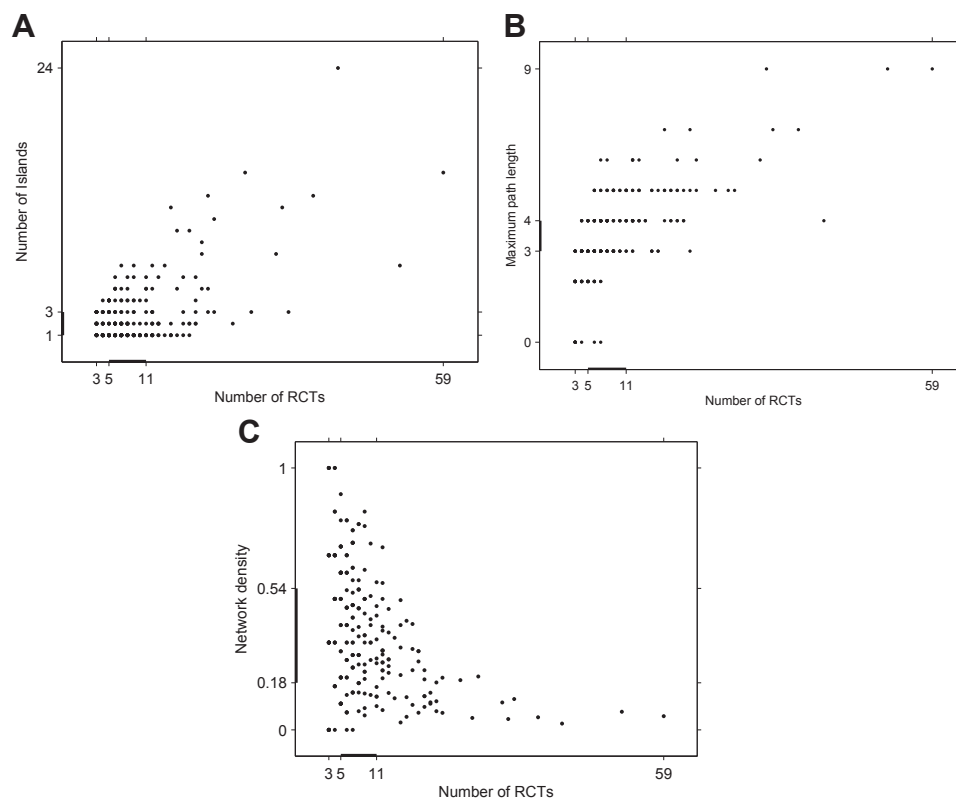 A
Number of Islands
24
3
1
3 5 11 59
Number of RCTs
B
Maximum path length
9
4
3
0
3 5 11 59
Number of RCTs
C
Network density
1
0.54
0.18
0
3 5 11 59
Number of RCTs